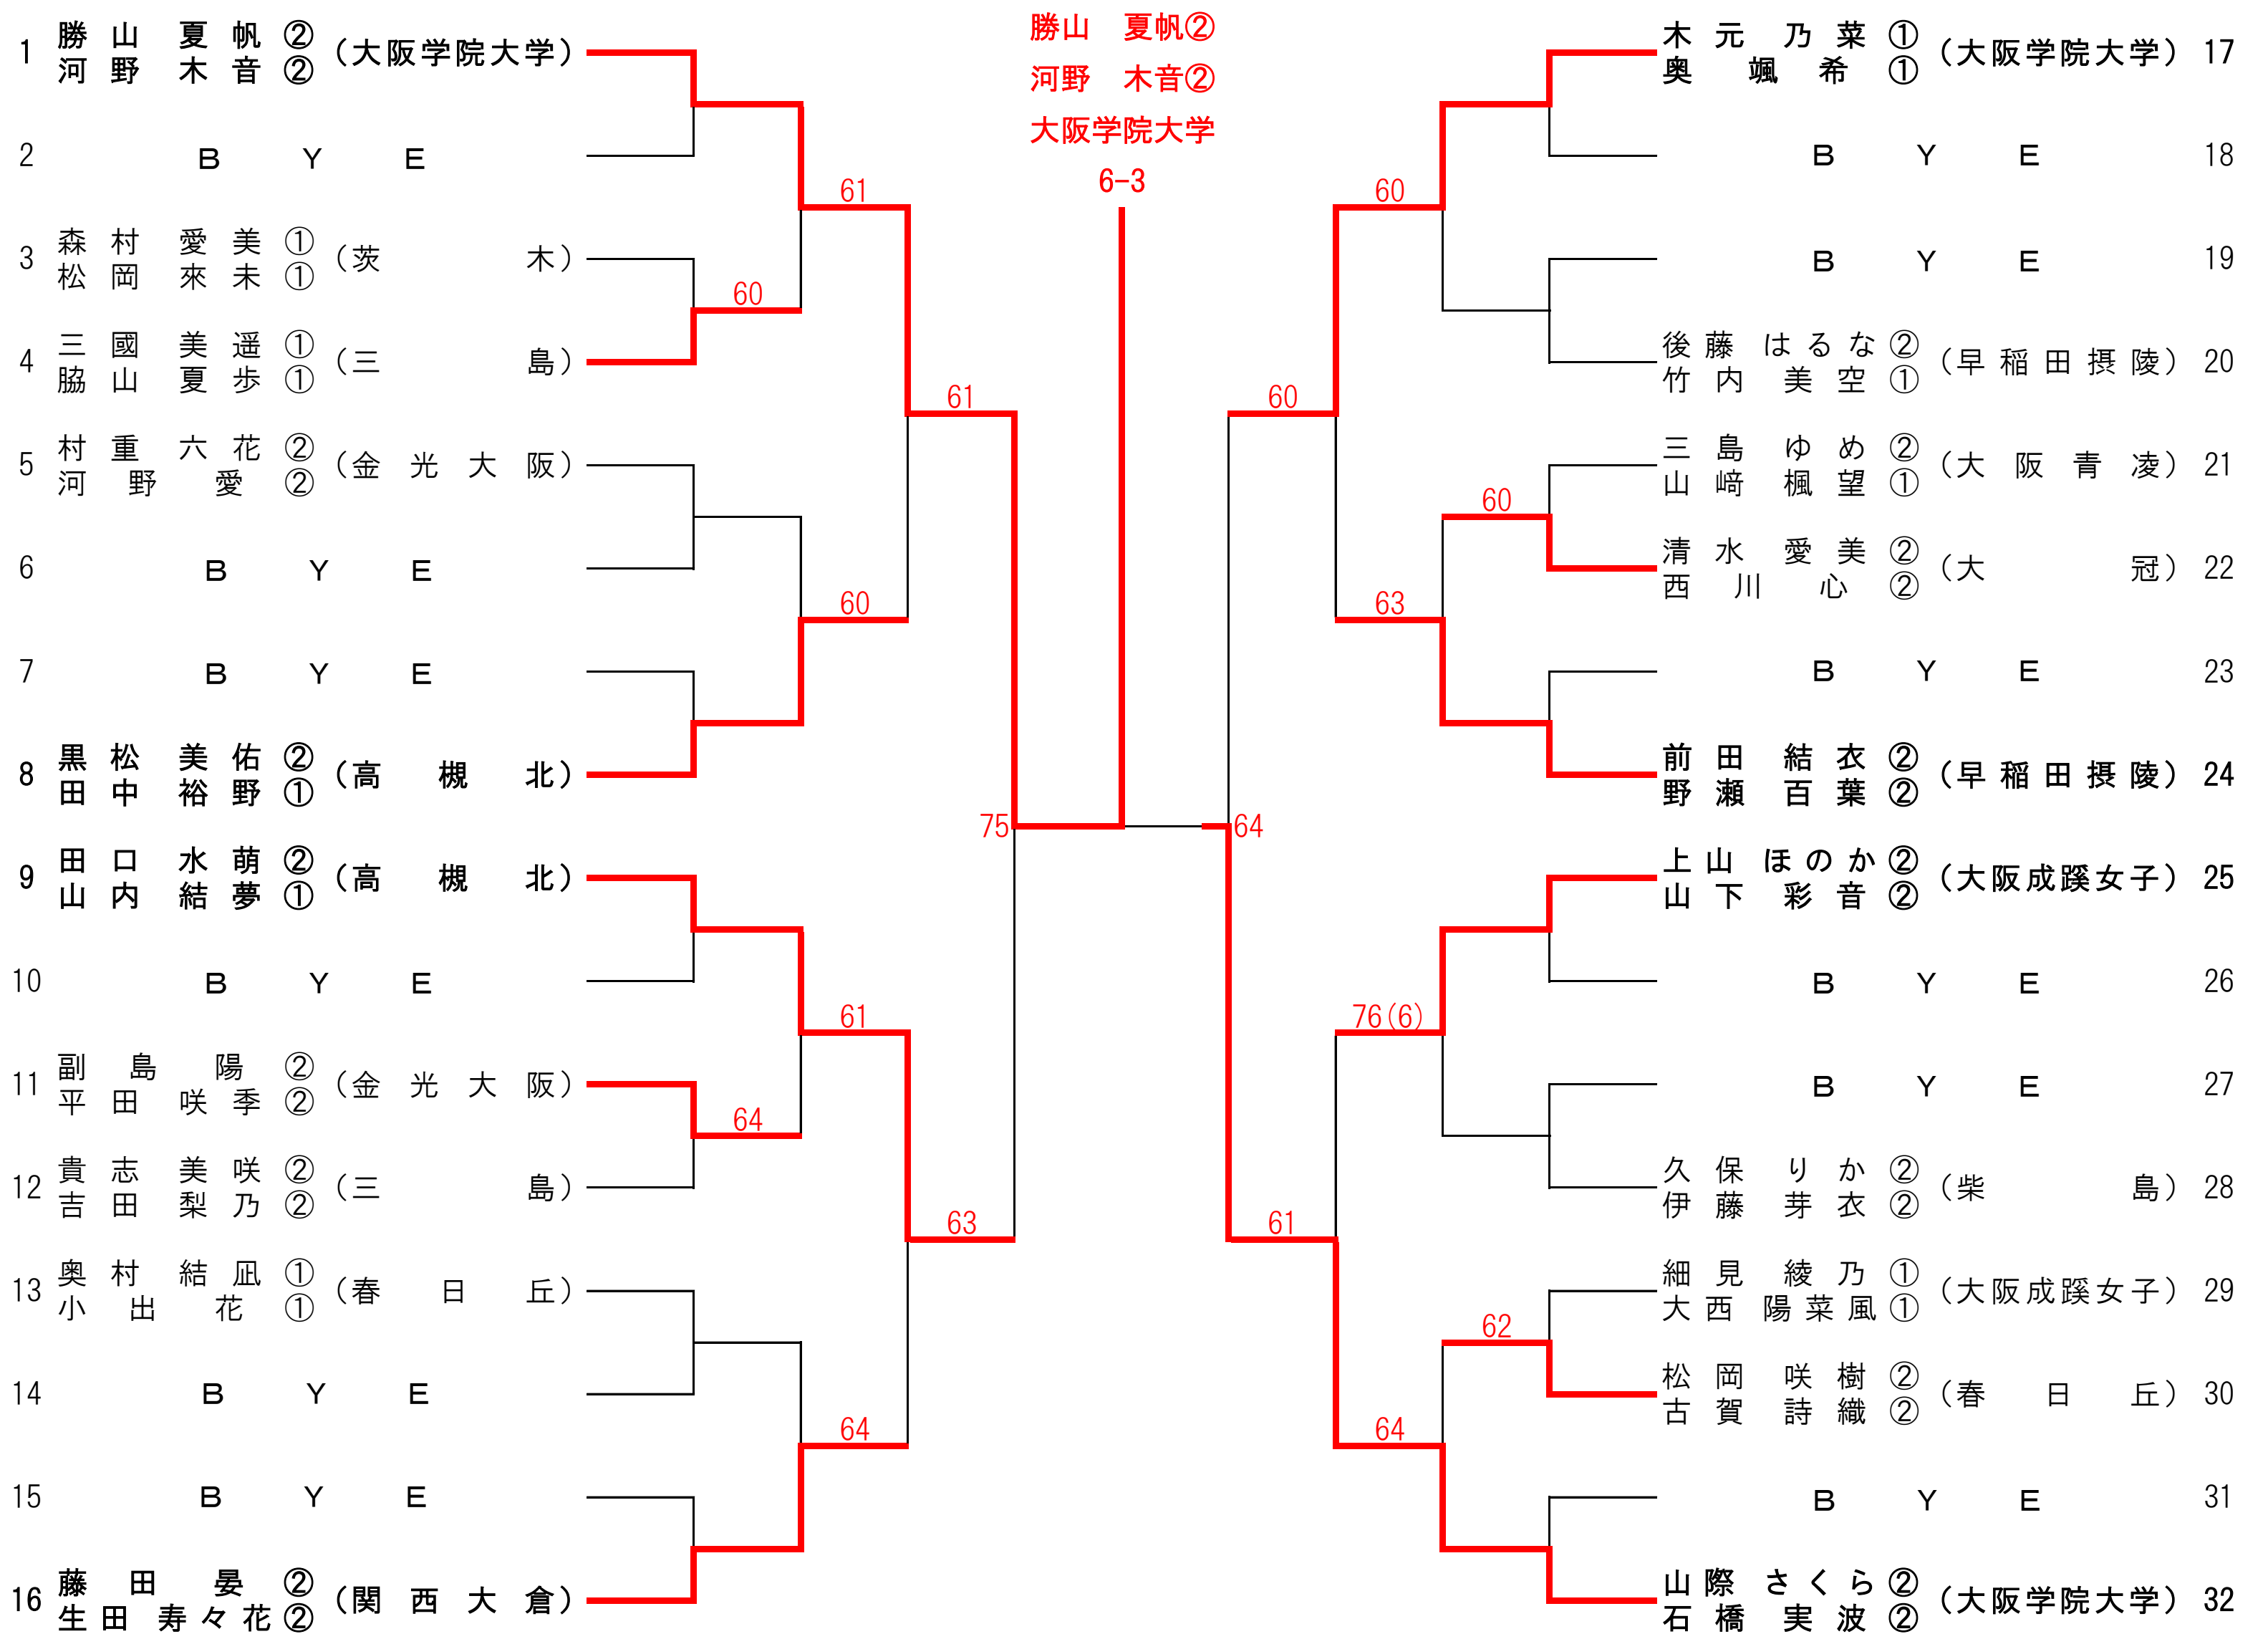 1 勝山 夏帆② (大阪学院大学)
河野 木音②
2 BYE
3 森村 愛美① (茨木)
松岡 來未①
4 三國 美遥① (三島)
脇山 夏歩①
5 村重 六花② (金光大阪)
河野 愛②
6 BYE
7 BYE
8 黒松 美佑② (高槻北)
田中 裕野①
9 田口 水萌② (高槻北)
山内 結夢①
10 BYE
11 副島 陽② (金光大阪)
平田 咲季②
12 貴志 美咲② (三島)
吉田 梨乃②
13 奥村 結凪① (春日丘)
小出 花①
14 BYE
15 BYE
16 藤田 晏② (関西大倉)
生田 寿々花②
60
64
61
60
61
64
61
63
75
勝山 夏帆②
河野 木音②
大阪学院大学
6-3
64
60
61
60
63
76(6)
64
60
62
木元 乃菜① (大阪学院大学) 17
奥 颯希①
BYE 18
BYE 19
後藤 はるな② (早稲田摂陵) 20
竹内 美空①
三島 ゆめ② (大阪青凌) 21
山﨑 楓望①
清水 愛美② (大冠) 22
西川 心②
BYE 23
前田 結衣② (早稲田摂陵) 24
野瀬 百葉②
上山 ほのか② (大阪成蹊女子) 25
山下 彩音②
BYE 26
BYE 27
久保 りか② (柴島) 28
伊藤 芽衣②
細見 綾乃① (大阪成蹊女子) 29
大西 陽菜風①
松岡 咲樹② (春日丘) 30
古賀 詩織②
BYE 31
山際 さくら② (大阪学院大学) 32
石橋 実波②